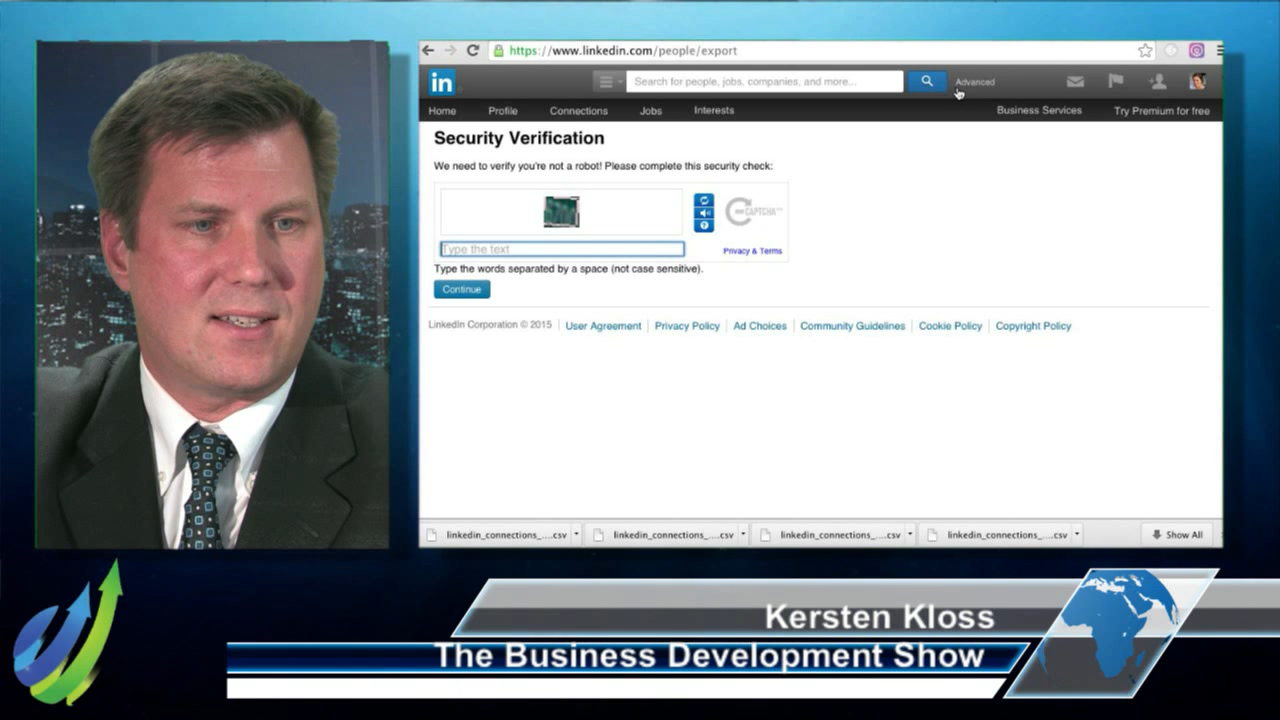 https://www.linkedin.com/people/export
in
Search for people, jobs, companies, and more...
Advanced
Home Profile Connections Jobs Interests Business Services Try Premium for free
Security Verification
We need to verify you're not a robot! Please complete this security check:
CAPTCHA
Type the text
Privacy & Terms
Type the words separated by a space (not case sensitive).
Continue
LinkedIn Corporation © 2015 User Agreement Privacy Policy Ad Choices Community Guidelines Cookie Policy Copyright Policy
linkedin_connections_....csv linkedin_connections_....csv linkedin_connections_....csv linkedin_connections_....csv Show All
Kersten Kloss
The Business Development Show